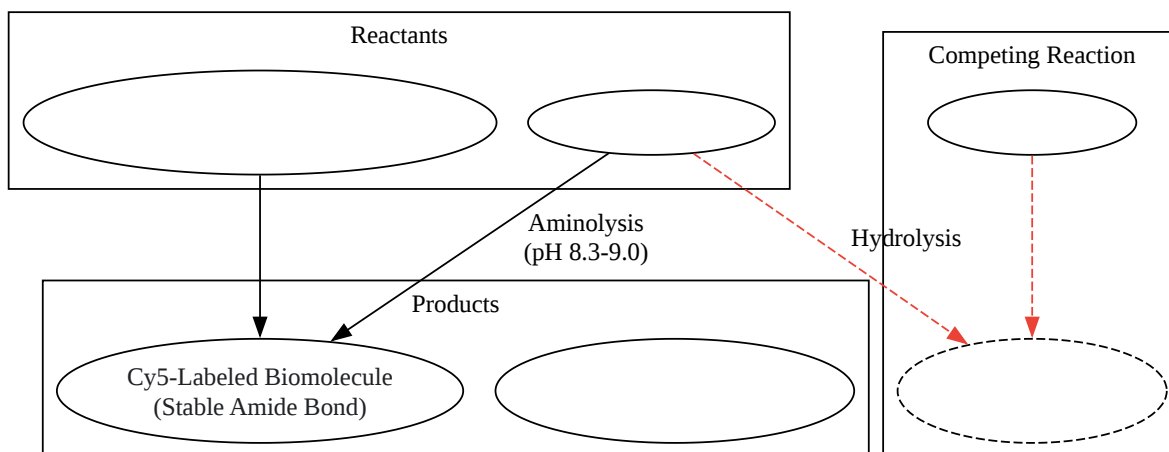 Reactants
Competing Reaction
Aminolysis
(pH 8.3-9.0)
Hydrolysis
Products
Cy5-Labeled Biomolecule
(Stable Amide Bond)